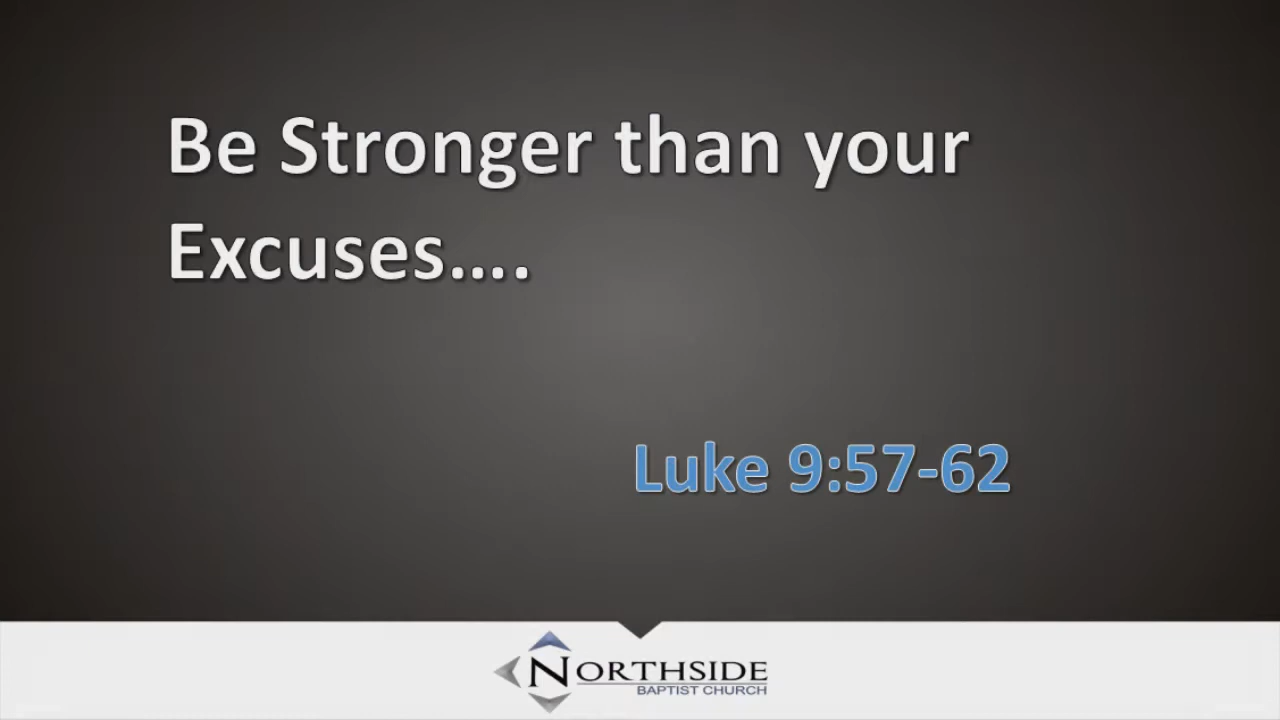 Be Stronger than your
Excuses....
Luke 9:57-62
NORTHSIDE
BAPTIST CHURCH